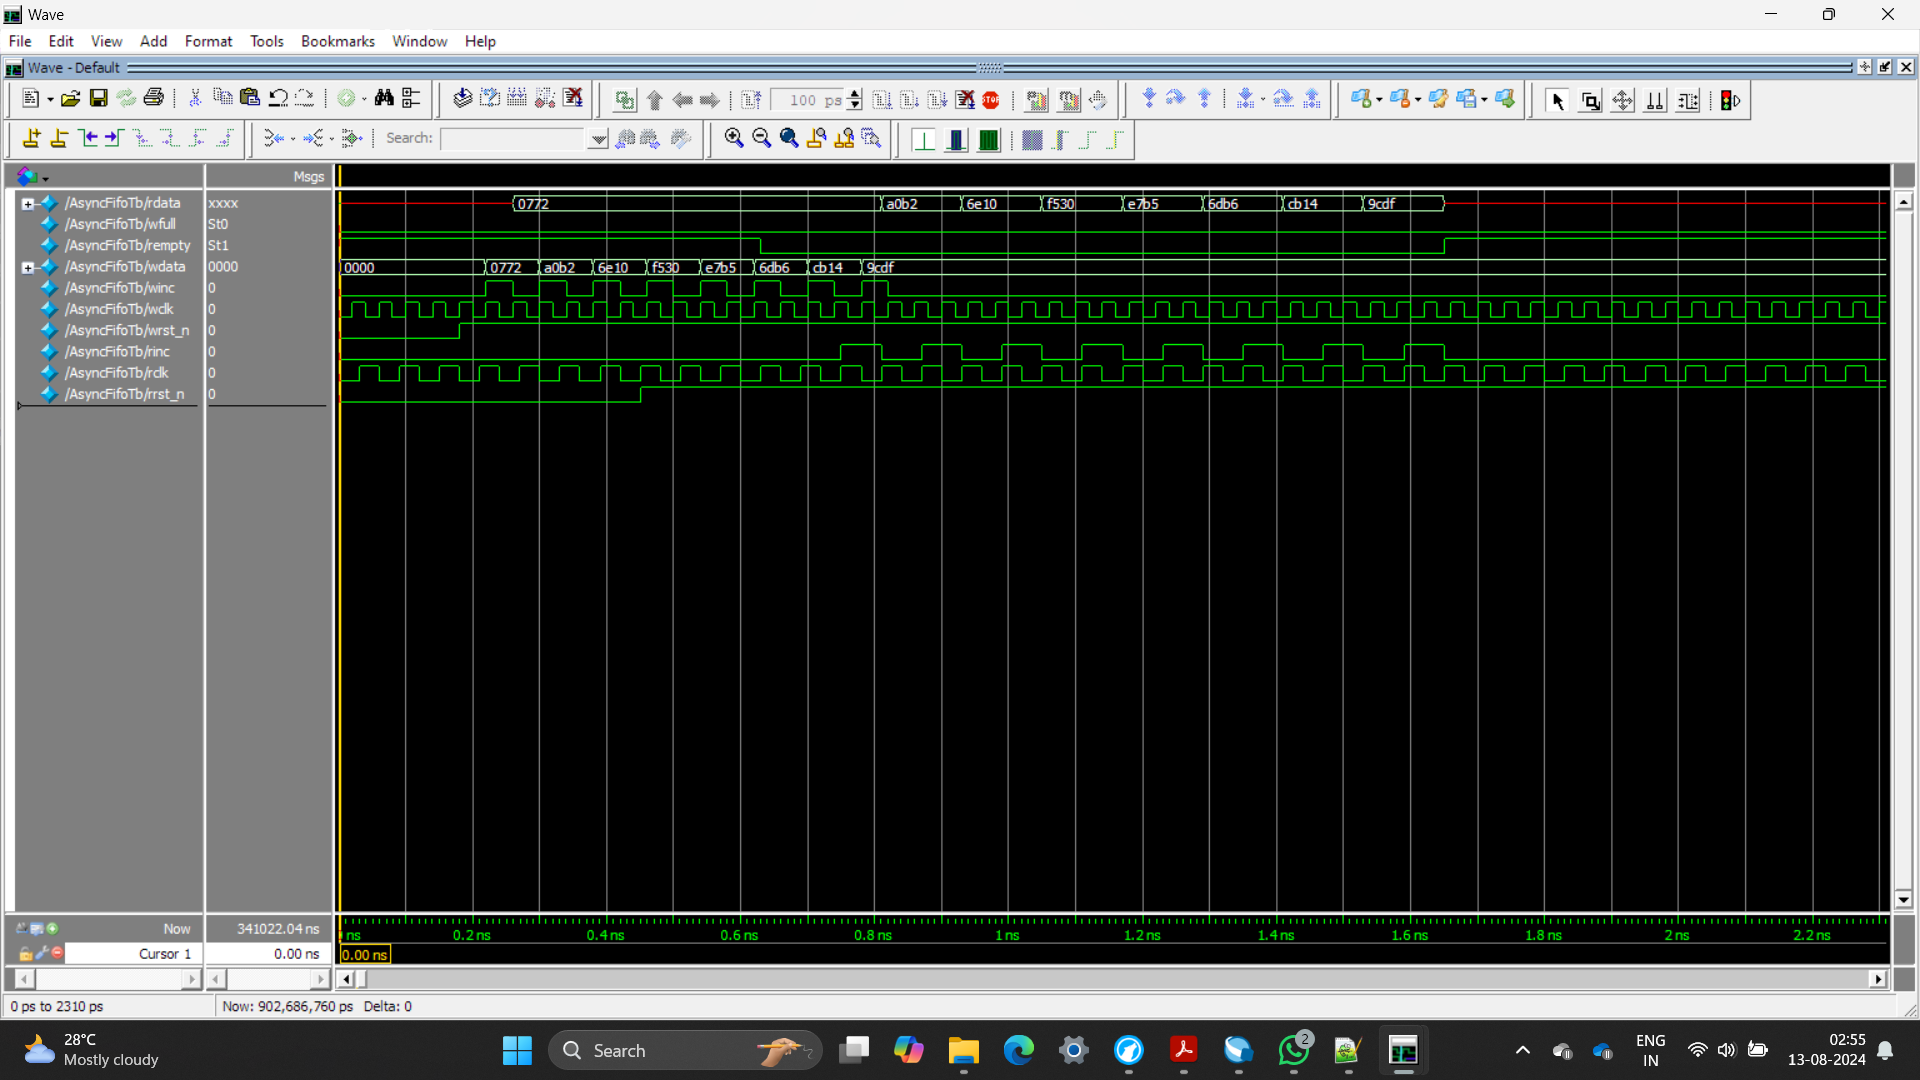 Wave
File Edit View Add Format Tools Bookmarks Window Help
Wave - Default
100 ps
STOP
Search:
Msgs
/AsyncFifoTb/rdata xxxx 0772 a0b2 6e10 f530 e7b5 6db6 cb14 9cdf
/AsyncFifoTb/wfull St0
/AsyncFifoTb/rempty St1
/AsyncFifoTb/wdata 0000 0000 0772 a0b2 6e10 f530 e7b5 6db6 cb14 9cdf
/AsyncFifoTb/winc 0
/AsyncFifoTb/wclk 0
/AsyncFifoTb/wrst_n 0
/AsyncFifoTb/rinc 0
/AsyncFifoTb/rclk 0
/AsyncFifoTb/rrst_n 0
Now 341022.04 ns ns 0.2 ns 0.4 ns 0.6 ns 0.8 ns 1 ns 1.2 ns 1.4 ns 1.6 ns 1.8 ns 2 ns 2.2 ns
Cursor 1 0.00 ns 0.00 ns
0 ps to 2310 ps Now: 902,686,760 ps Delta: 0
28°C
Mostly cloudy
Search
2
ENG
IN
02:55
13-08-2024